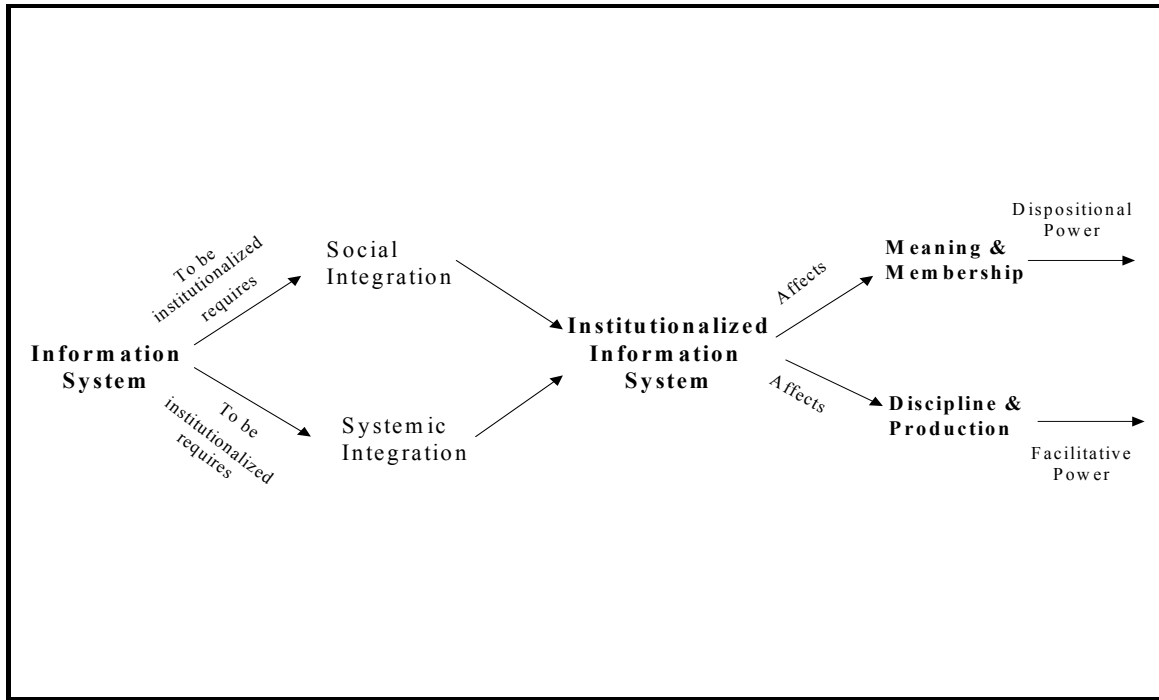 Information
System
To be
institutionalized
requires
To be
institutionalized
requires
Social
Integration
Systemic
Integration
Institutionalized
Information
System
Affects
Affects
Meaning &
Membership
Dispositional
Power
Discipline &
Production
Facilitative
Power